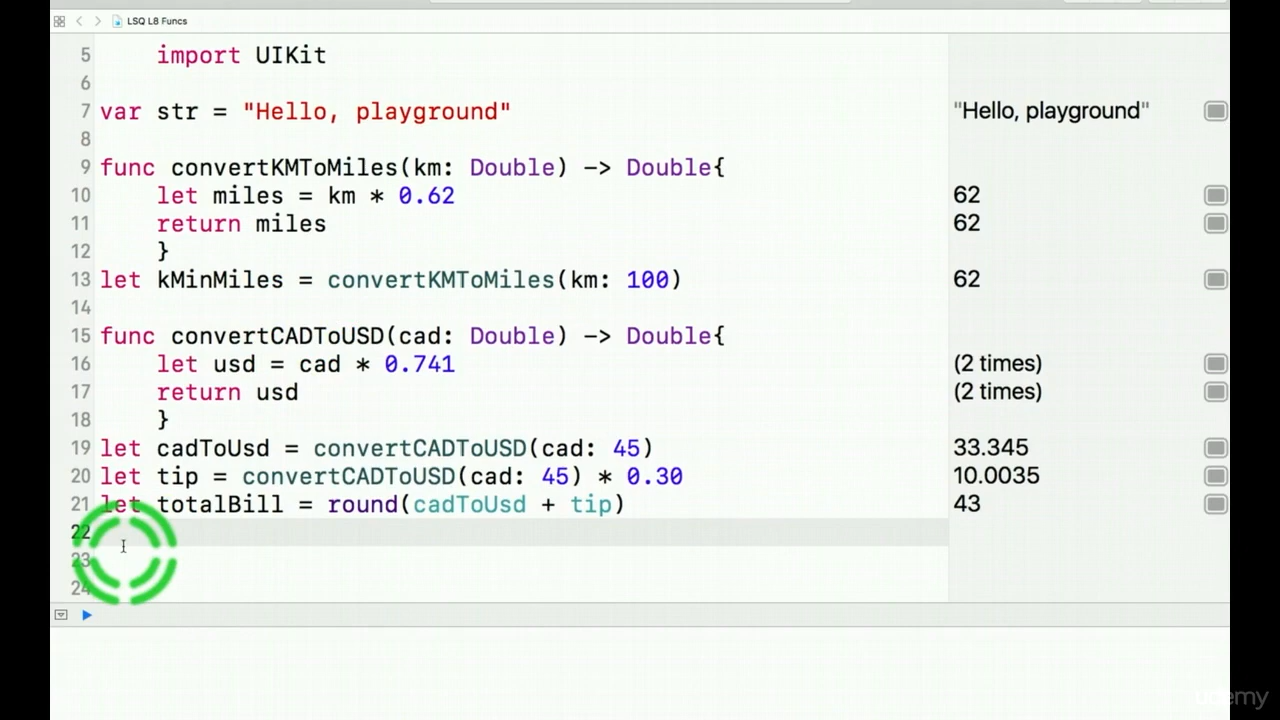 LSQ L8 Funcs
5 import UIKit
6
7 var str = "Hello, playground" "Hello, playground"
8
9 func convertKMToMiles(km: Double) -> Double{
10 let miles = km * 0.62 62
11 return miles 62
12 }
13 let kMinMiles = convertKMToMiles(km: 100) 62
14
15 func convertCADToUSD(cad: Double) -> Double{
16 let usd = cad * 0.741 (2 times)
17 return usd (2 times)
18 }
19 let cadToUsd = convertCADToUSD(cad: 45) 33.345
20 let tip = convertCADToUSD(cad: 45) * 0.30 10.0035
21 let totalBill = round(cadToUsd + tip) 43
22
23
24
udemy